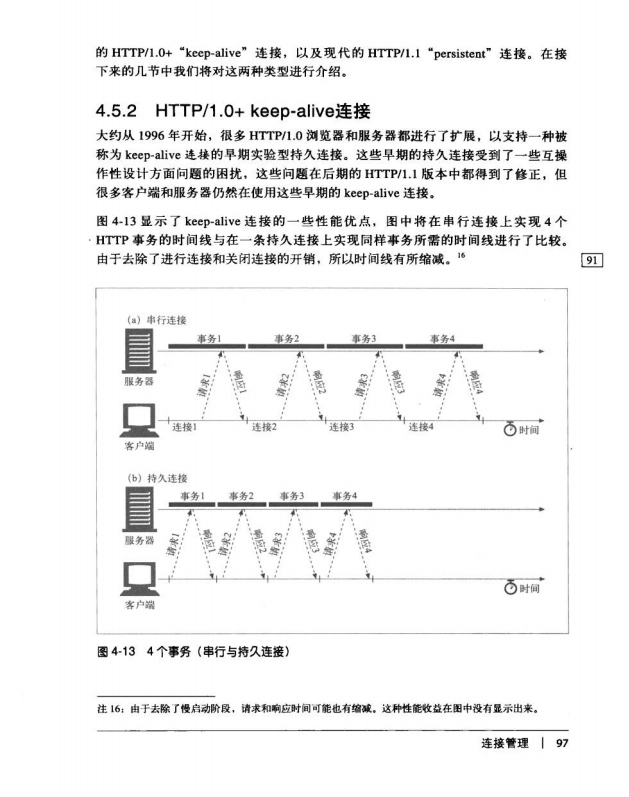 的 HTTP/1.0+ “keep-alive” 连接，以及现代的 HTTP/1.1 “persistent” 连接。在接
下来的几节中我们将对这两种类型进行介绍。
4.5.2 HTTP/1.0+ keep-alive连接
大约从 1996 年开始，很多 HTTP/1.0 浏览器和服务器都进行了扩展，以支持一种被
称为 keep-alive 连接的早期实验型持久连接。这些早期的持久连接受到了一些互操
作性设计方面问题的困扰，这些问题在后期的 HTTP/1.1 版本中都得到了修正，但
很多客户端和服务器仍然在使用这些早期的 keep-alive 连接。
图 4-13 显示了 keep-alive 连接的一些性能优点，图中将在串行连接上实现 4 个
HTTP 事务的时间线与在一条持久连接上实现同样事务所需的时间线进行了比较。
由于去除了进行连接和关闭连接的开销，所以时间线有所缩减。16
91
(a) 串行连接
事务1 事务2 事务3 事务4
服务器
请求1 响应1 请求2 响应2 请求3 响应3 请求4 响应4
连接1 连接2 连接3 连接4 时间
客户端
(b) 持久连接
事务1 事务2 事务3 事务4
服务器
请求1 响应1 请求2 响应2 请求3 响应3 请求4 响应4
时间
客户端
图 4-13 4 个事务（串行与持久连接）
注 16：由于去除了慢启动阶段，请求和响应时间可能也有缩减。这种性能收益在图中没有显示出来。
连接管理 | 97